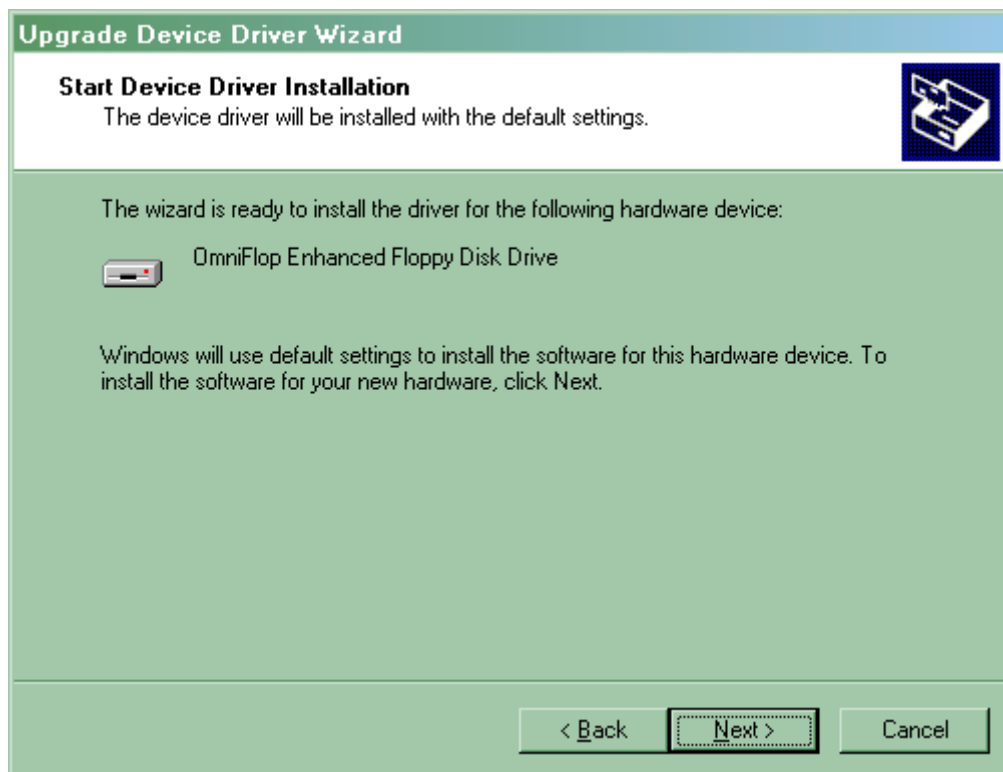 Upgrade Device Driver Wizard
Start Device Driver Installation
The device driver will be installed with the default settings.
The wizard is ready to install the driver for the following hardware device:
OmniFlop Enhanced Floppy Disk Drive
Windows will use default settings to install the software for this hardware device. To
install the software for your new hardware, click Next.
< Back
Next >
Cancel